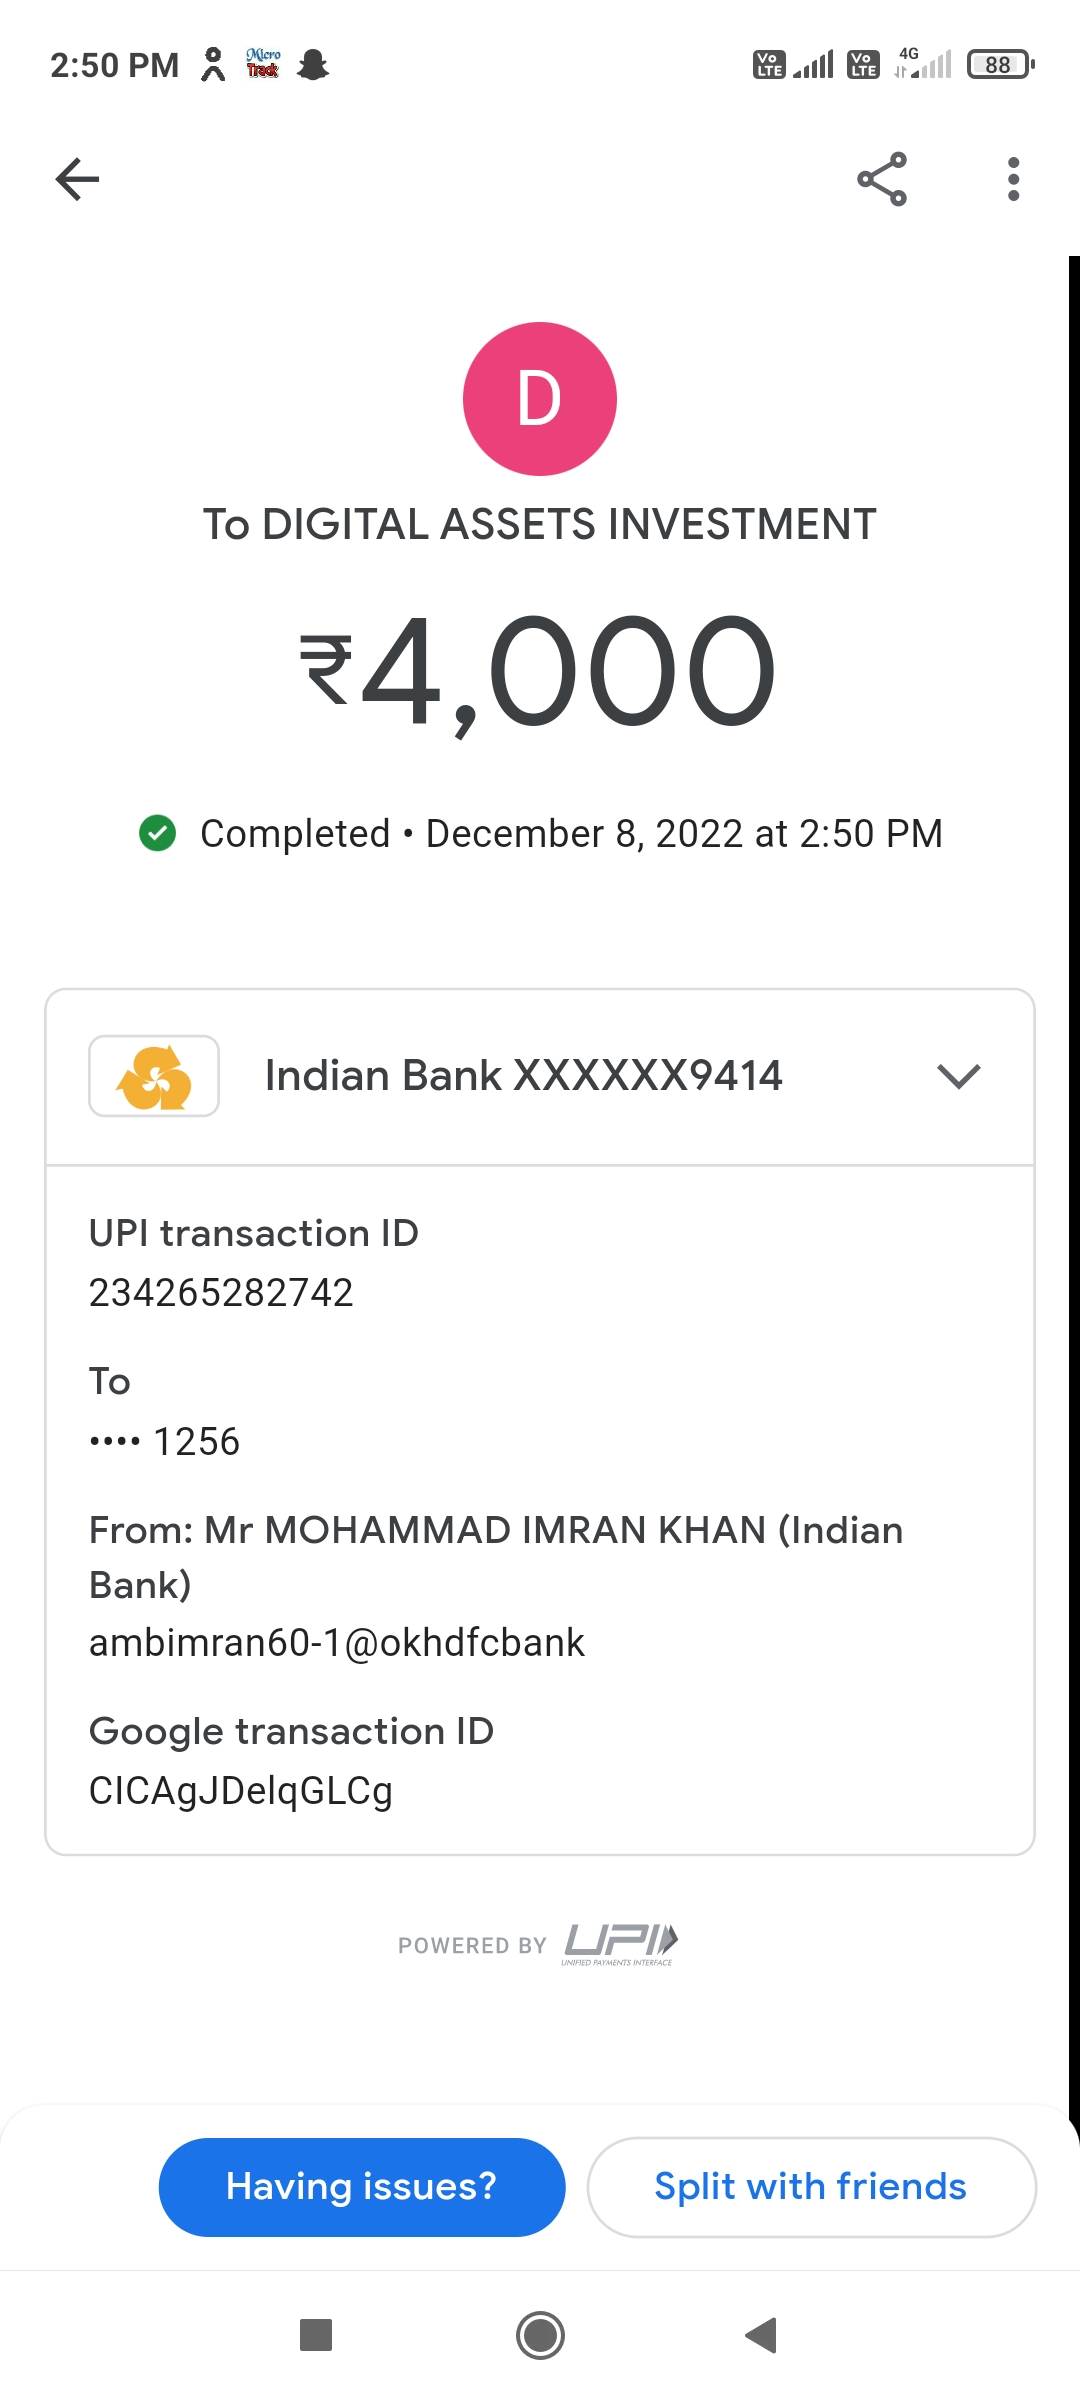 2:50 PM Micro Track Vo LTE Vo LTE 4G 88
D
To DIGITAL ASSETS INVESTMENT
₹4,000
Completed • December 8, 2022 at 2:50 PM
Indian Bank XXXXXX9414
UPI transaction ID
234265282742
To
•••• 1256
From: Mr MOHAMMAD IMRAN KHAN (Indian
Bank)
ambimran60-1@okhdfcbank
Google transaction ID
CICAgJDelqGLCg
POWERED BY UPI
UNIFIED PAYMENTS INTERFACE
Having issues? Split with friends